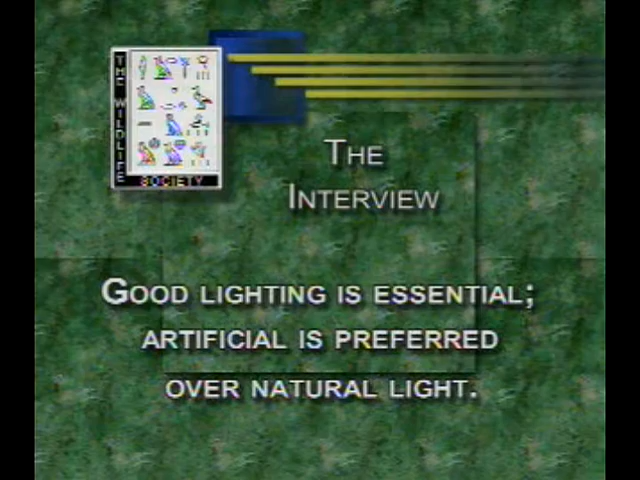 THE WILDLIFE
SOCIETY
THE
INTERVIEW
GOOD LIGHTING IS ESSENTIAL;
ARTIFICIAL IS PREFERRED
OVER NATURAL LIGHT.